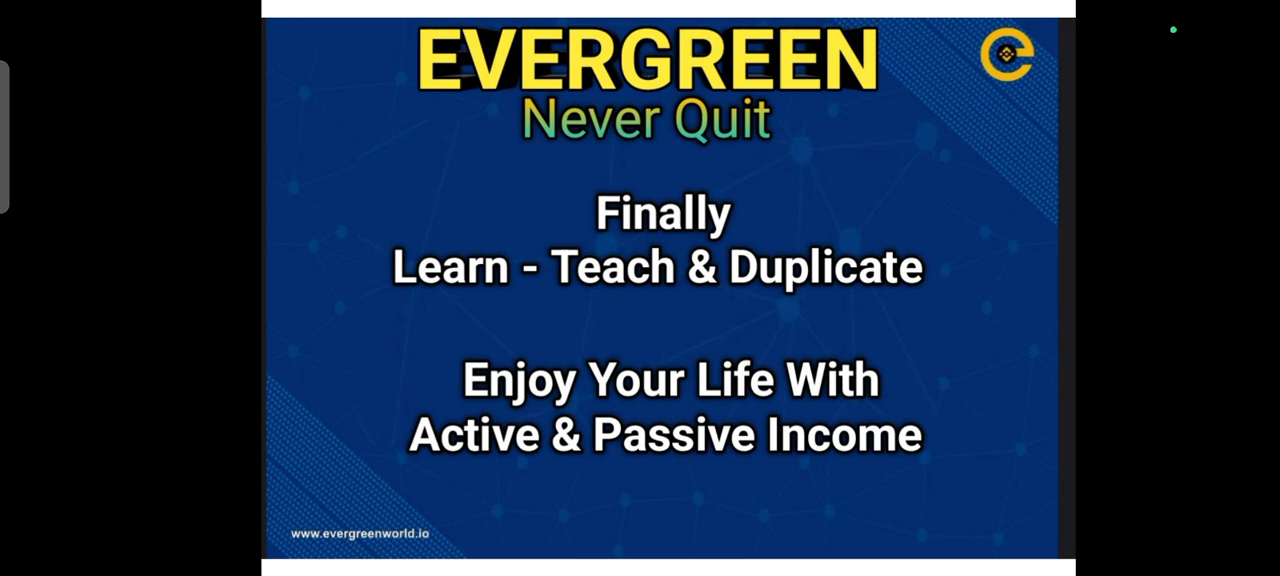 EVERGREEN
Never Quit
Finally
Learn - Teach & Duplicate
Enjoy Your Life With
Active & Passive Income
www.evergreenworld.io